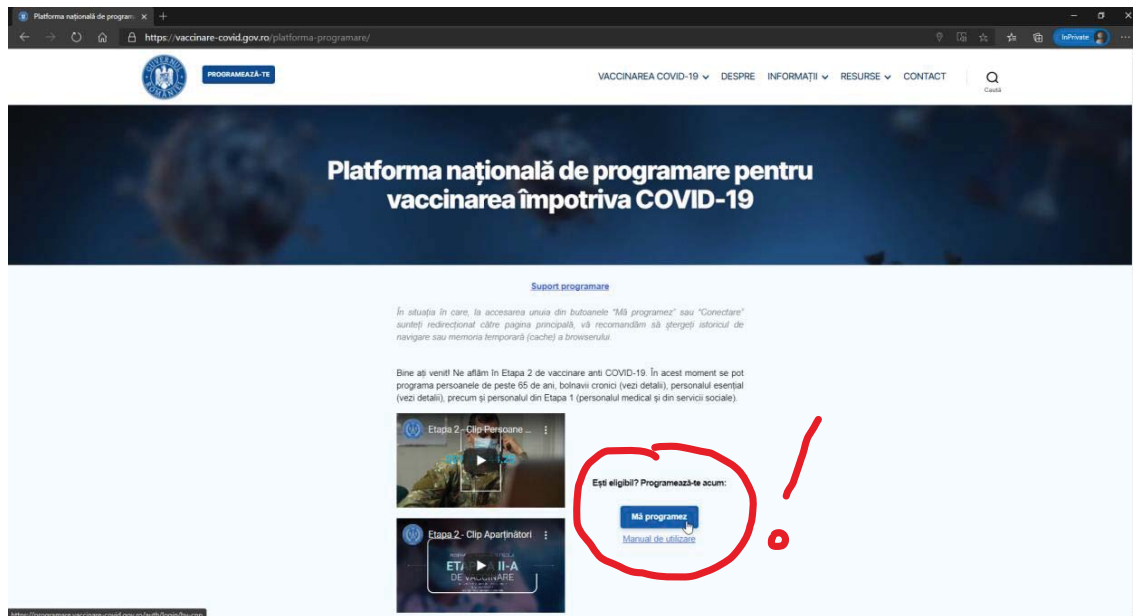 Platforma națională de program
https://vaccinare-covid.gov.ro/platforma-programare/
InPrivate
PROGRAMEAZĂ-TE
VACCINAREA COVID-19
DESPRE
INFORMAȚII
RESURSE
CONTACT
Caută
Platforma națională de programare pentru
vaccinarea împotriva COVID-19
Suport programare
În situația în care, la accesarea unuia din butoanele "Mă programez" sau "Conectare"
sunteți redirecționat către pagina principală, vă recomandăm să ștergeți istoricul de
navigare sau memoria temporară (cache) a browserului.
Bine ați venit! Ne aflăm în Etapa 2 de vaccinare anti COVID-19. În acest moment se pot
programa persoanele de peste 65 de ani, bolnavii cronici (vezi detalii), personalul esențial
(vezi detalii), precum și personalul din Etapa 1 (personalul medical și din servicii sociale).
Etapa 2 - Clip Persoane ...
Ești eligibil? Programează-te acum:
Mă programez
Manual de utilizare
!
Etapa 2 - Clip Aparținători
ETAPA A II-A
DE VACCINARE